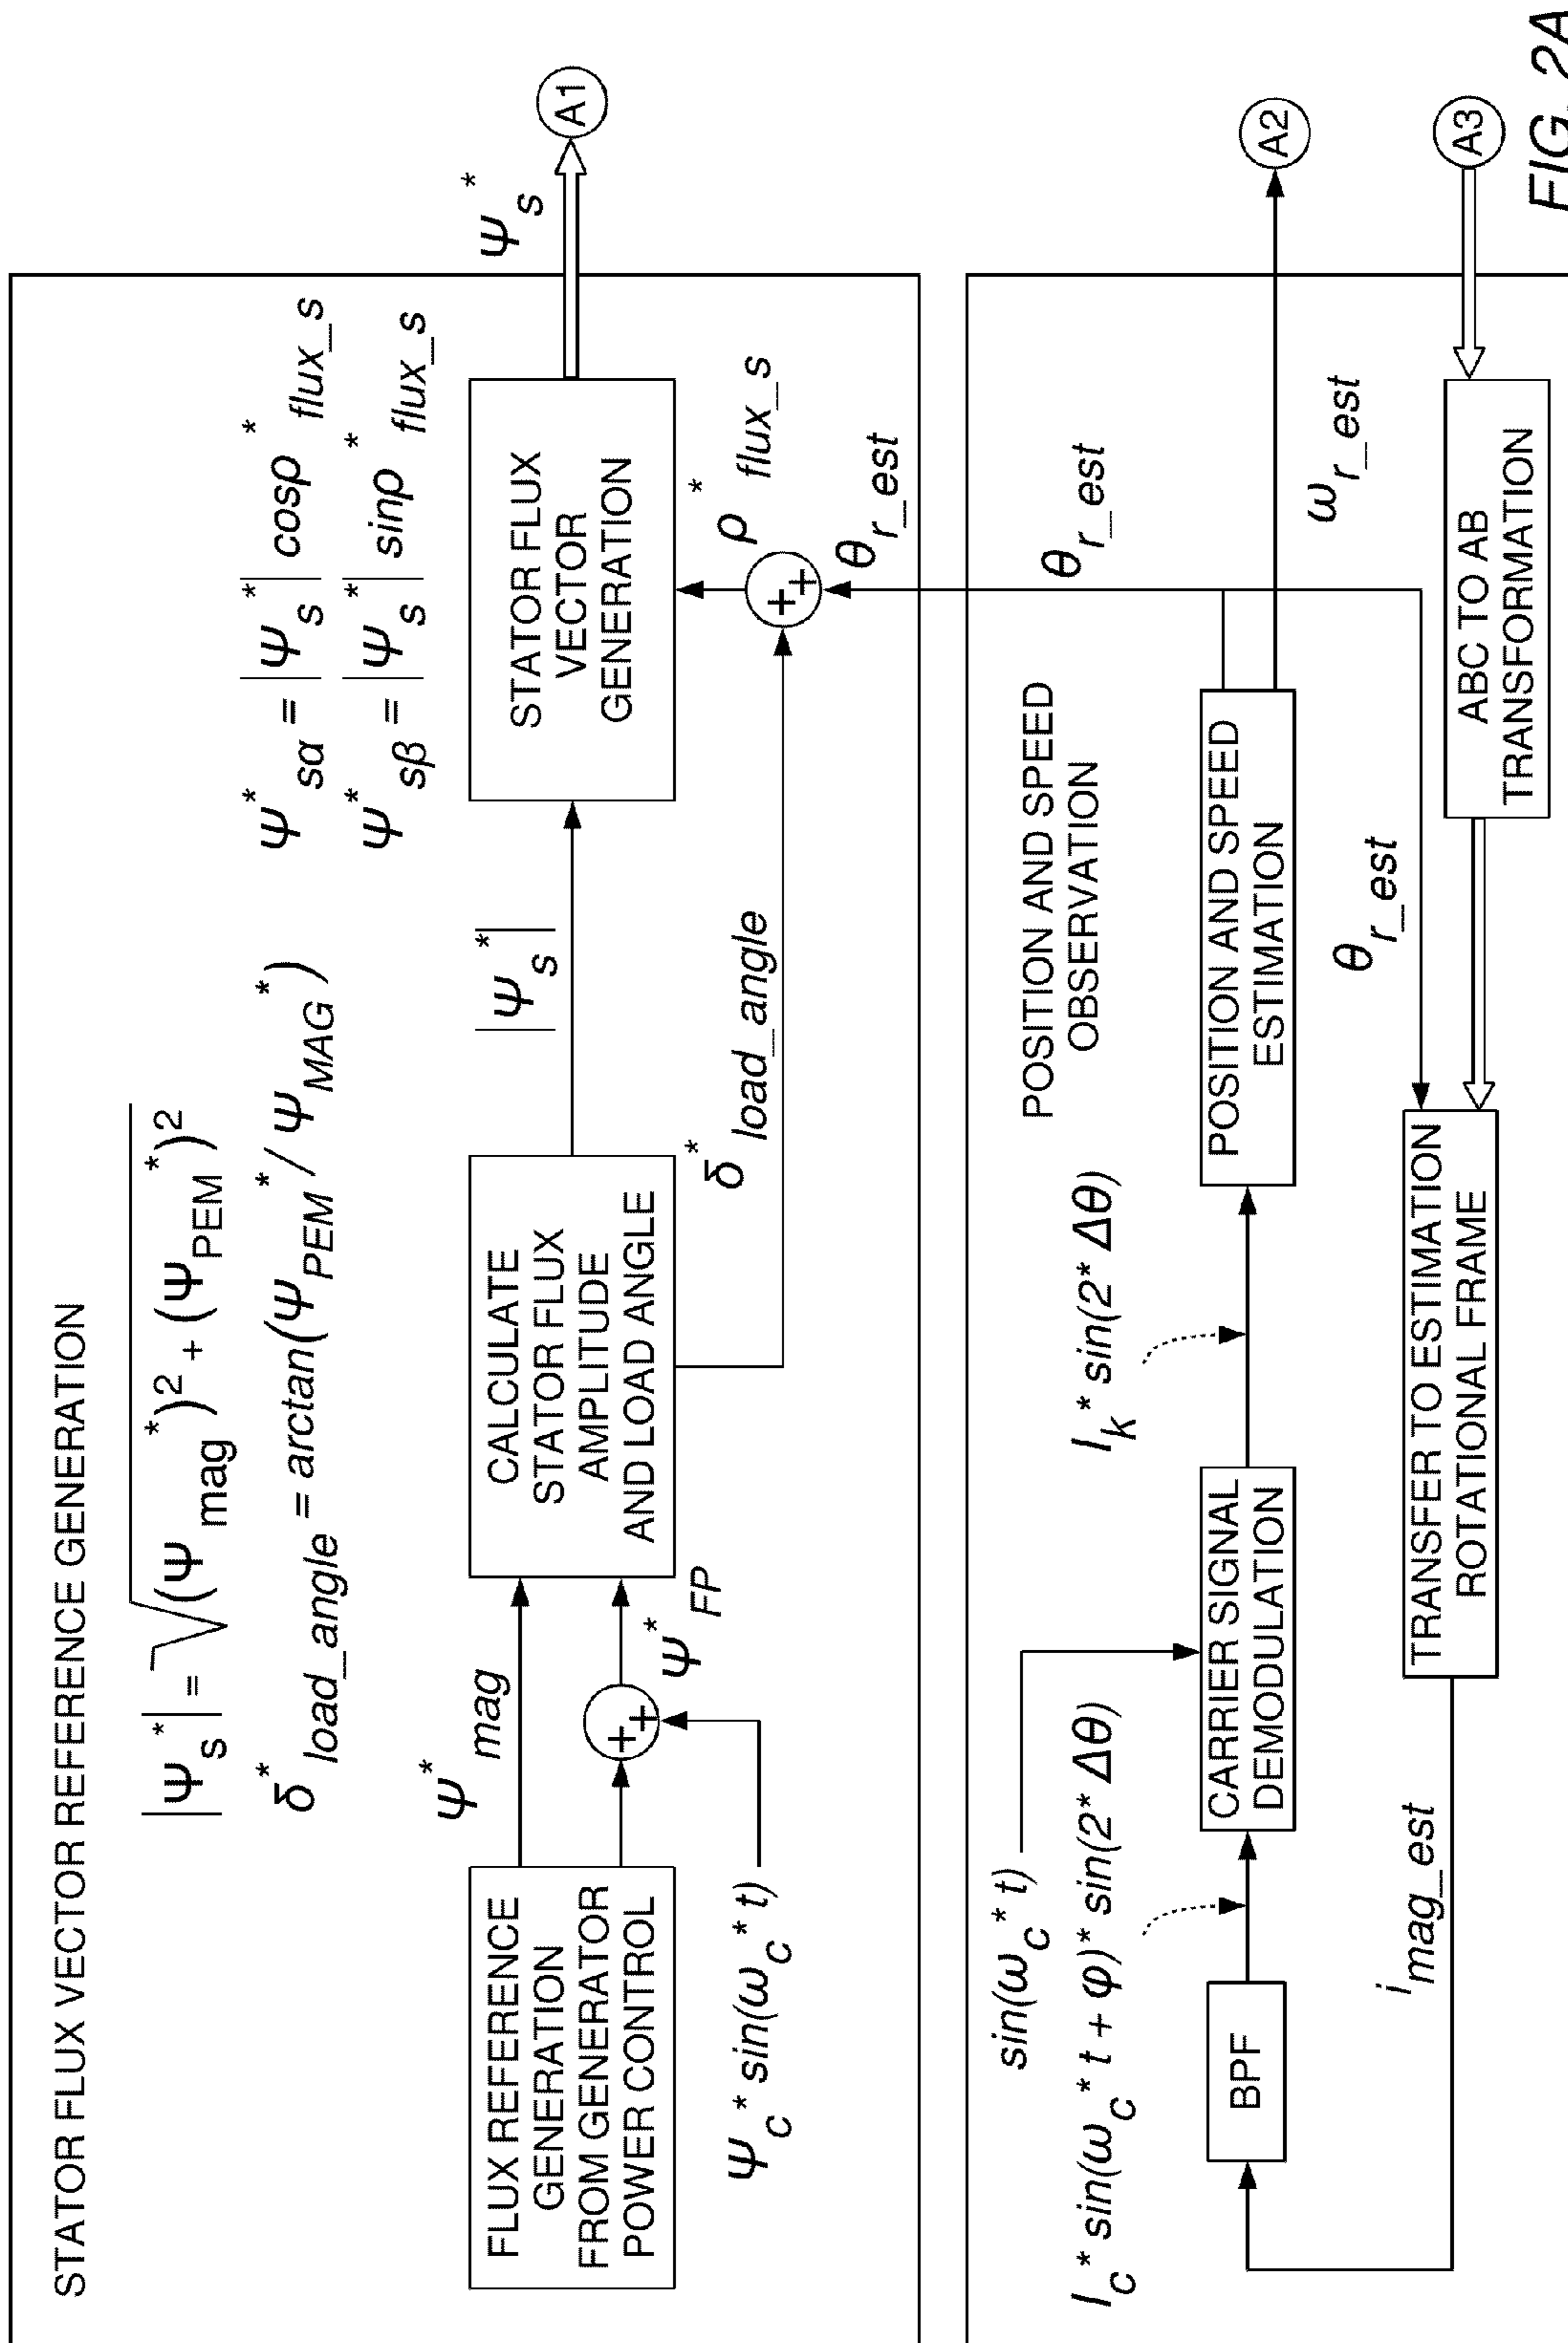 STATOR FLUX VECTOR REFERENCE GENERATION
|Ψs*| = √(Ψmag*)² + (ΨPEM*)²
δ*load_angle = arctan(ΨPEM* / ΨMAG*)
Ψ*sα = |Ψs*| cosρ* flux_s
Ψ*sβ = |Ψs*| sinρ* flux_s
FLUX REFERENCE
GENERATION
FROM GENERATOR
POWER CONTROL
Ψ*mag
+
+
Ψ*FP
Ψc* sin(ωc* t)
CALCULATE
STATOR FLUX
AMPLITUDE
AND LOAD ANGLE
|Ψs*|
δ*load_angle
STATOR FLUX
VECTOR
GENERATION
Ψs*
A1
+
+
ρ* flux_s
θr_est
POSITION AND SPEED
OBSERVATION
sin(ωc* t)
Ic* sin(ωc* t + φ)* sin(2* Δθ)
BPF
CARRIER SIGNAL
DEMODULATION
Ik* sin(2* Δθ)
POSITION AND SPEED
ESTIMATION
θr_est
ωr_est
A2
imag_est
TRANSFER TO ESTIMATION
ROTATIONAL FRAME
θr_est
ABC TO AB
TRANSFORMATION
A3
FIG. 2A